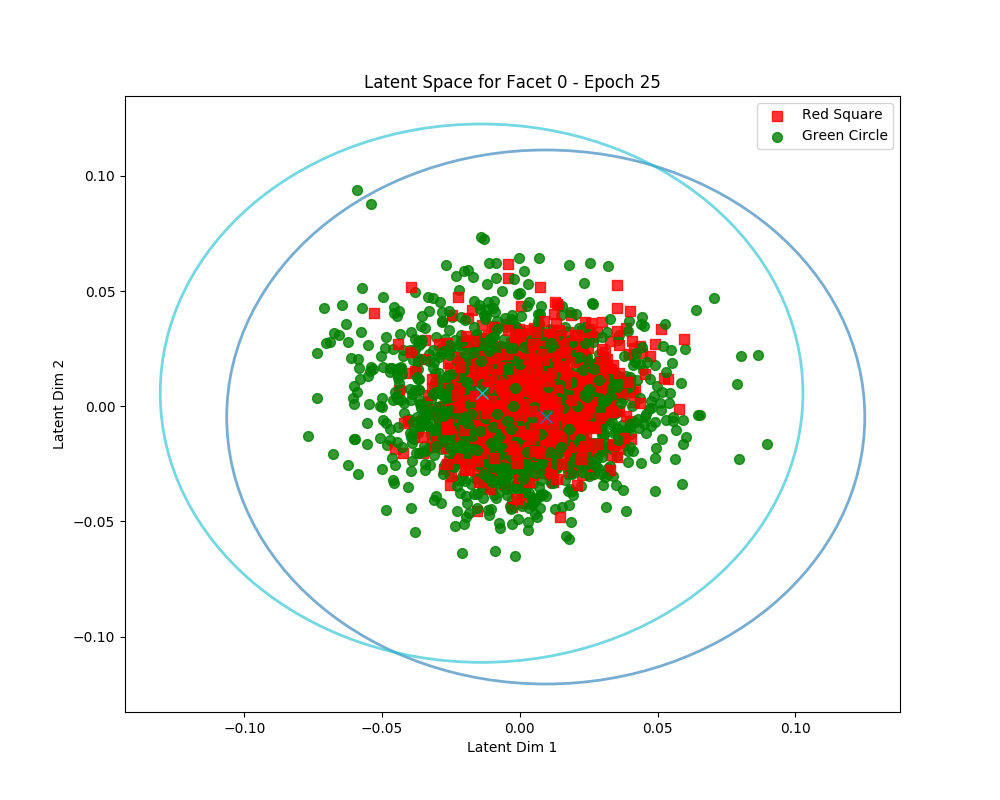 Latent Space for Facet 0 - Epoch 25
Red Square
Green Circle
0.10
0.05
0.00
−0.05
−0.10
Latent Dim 2
−0.10
−0.05
0.00
0.05
0.10
Latent Dim 1